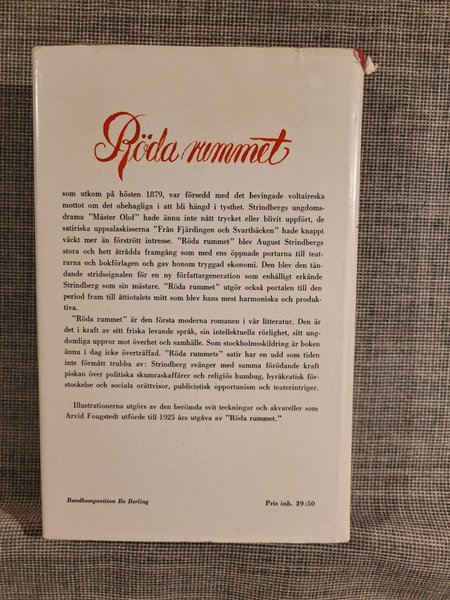 Röda rummet
som utkom på hösten 1879, var försedd med det bevingade voltaireska
mottot om det obehagliga i att bli hängd i tysthet. Strindbergs ungdoms-
drama "Mäster Olof" hade ännu inte nått trycket eller blivit uppfört, de
satiriska uppsalaskisserna "Från Fjärdingen och Svartbäcken" hade knappt
väckt mer än förstrött intresse. "Röda rummet" blev August Strindbergs
stora och hett åtrådda framgång som med ens öppnade portarna till teat-
rarna och bokförlagen och gav honom tryggad ekonomi. Den blev den tän-
dande stridssignalen för en ny författargeneration som enhälligt erkände
Strindberg som sin mästare. "Röda rummet" utgör också portalen till den
period fram till åttiotalets mitt som blev hans mest harmoniska och produk-
tiva.
"Röda rummet" är den första moderna romanen i vår litteratur. Den är
det i kraft av sitt friska levande språk, sin intellektuella rörlighet, sitt ung-
domliga uppror mot överhet och samhälle. Som stockholmsskildring är boken
ännu i dag icke överträffad. "Röda rummets" satir har en udd som tiden
inte förmått trubba av: Strindberg svänger med samma förödande kraft
piskan över politiska skumraskaffärer och religiös humbug, byråkratisk för-
stockelse och sociala orättvisor, publicistisk opportunism och teaterintriger.
Illustrationerna utgörs av den berömda svit teckningar och akvareller som
Arvid Fougstedt utförde till 1925 års utgåva av "Röda rummet."
Bandkomposition Bo Berling
Pris inb. 39:50